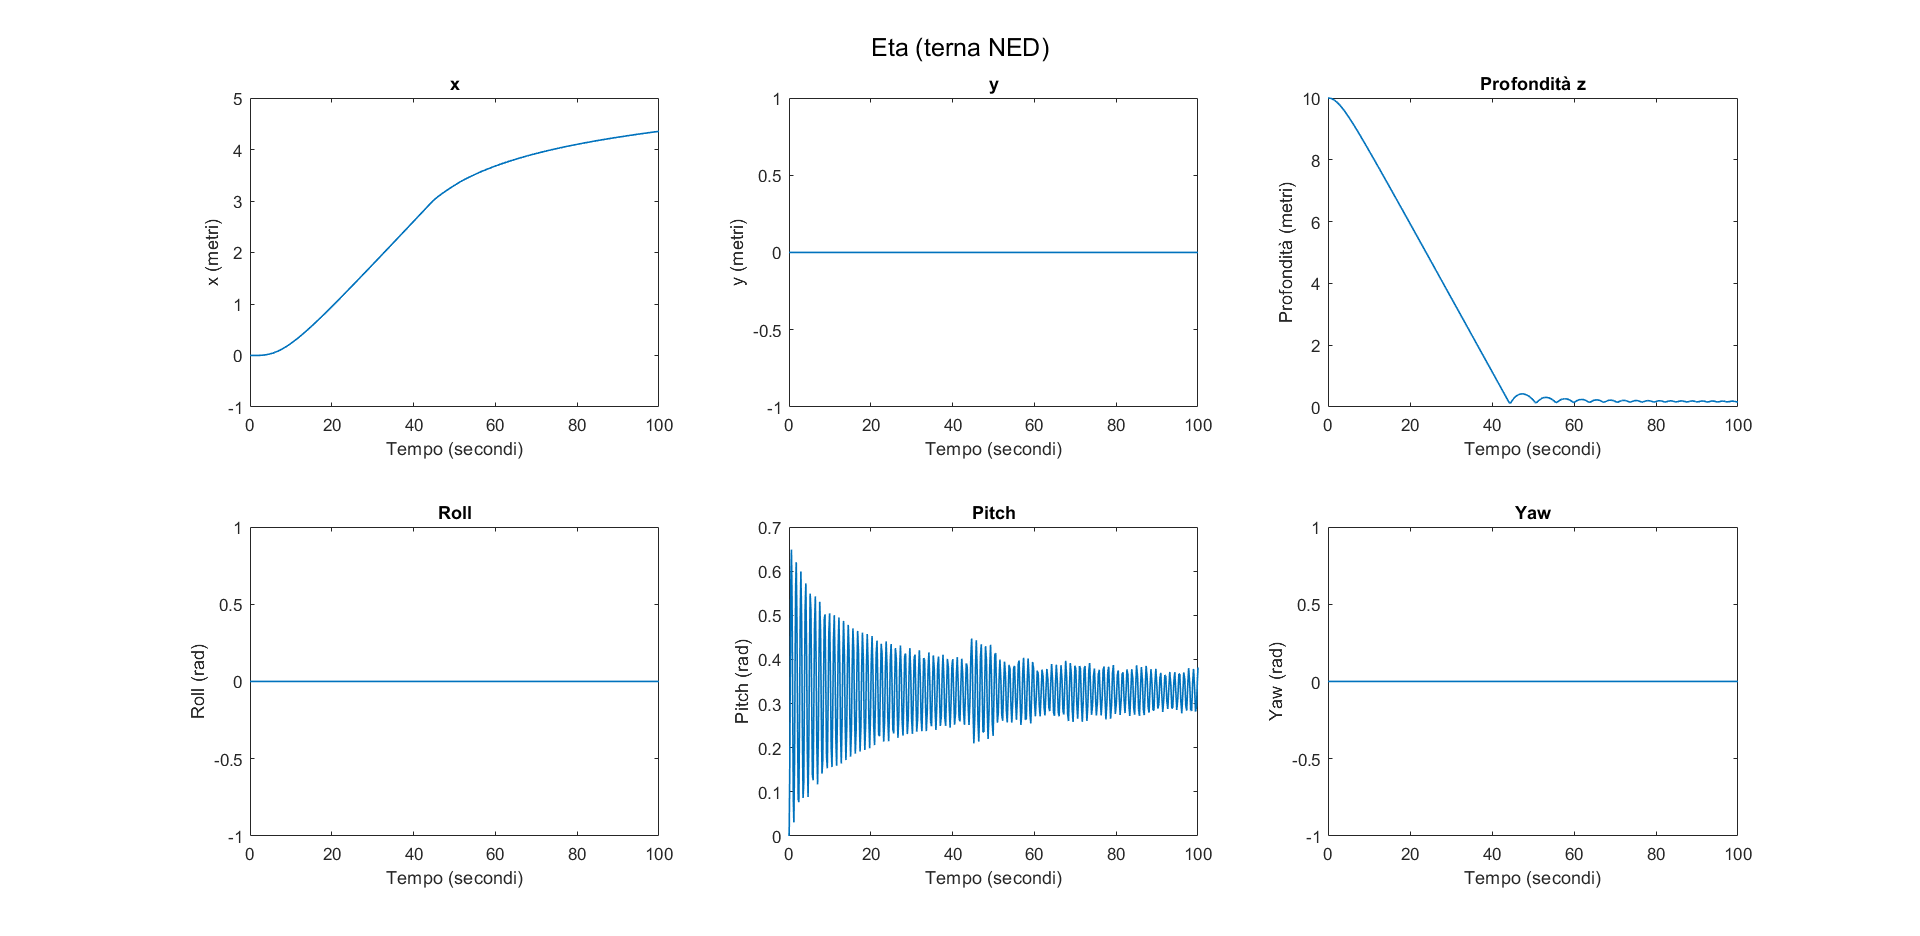 Eta (terna NED)
x
5
4
3
2
1
0
-1
x (metri)
0 20 40 60 80 100
Tempo (secondi)
y
1
0.5
0
-0.5
-1
y (metri)
0 20 40 60 80 100
Tempo (secondi)
Profondità z
10
8
6
4
2
0
Profondità (metri)
0 20 40 60 80 100
Tempo (secondi)
Roll
1
0.5
0
-0.5
-1
Roll (rad)
0 20 40 60 80 100
Tempo (secondi)
Pitch
0.7
0.6
0.5
0.4
0.3
0.2
0.1
0
Pitch (rad)
0 20 40 60 80 100
Tempo (secondi)
Yaw
1
0.5
0
-0.5
-1
Yaw (rad)
0 20 40 60 80 100
Tempo (secondi)